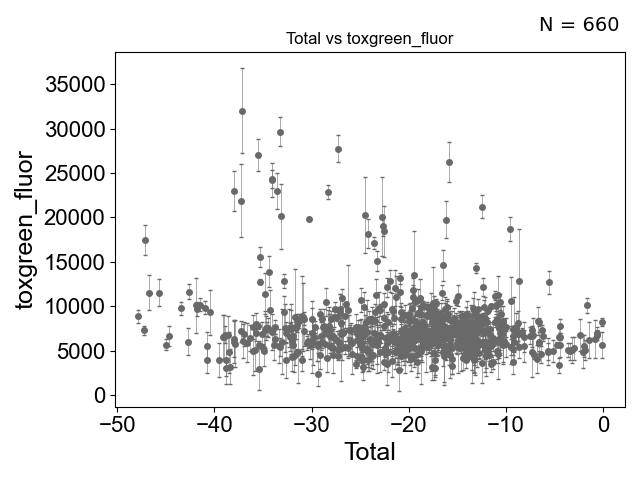 N = 660
Total vs toxgreen_fluor
35000
30000
25000
20000
15000
10000
5000
0
toxgreen_fluor
−50 −40 −30 −20 −10 0
Total